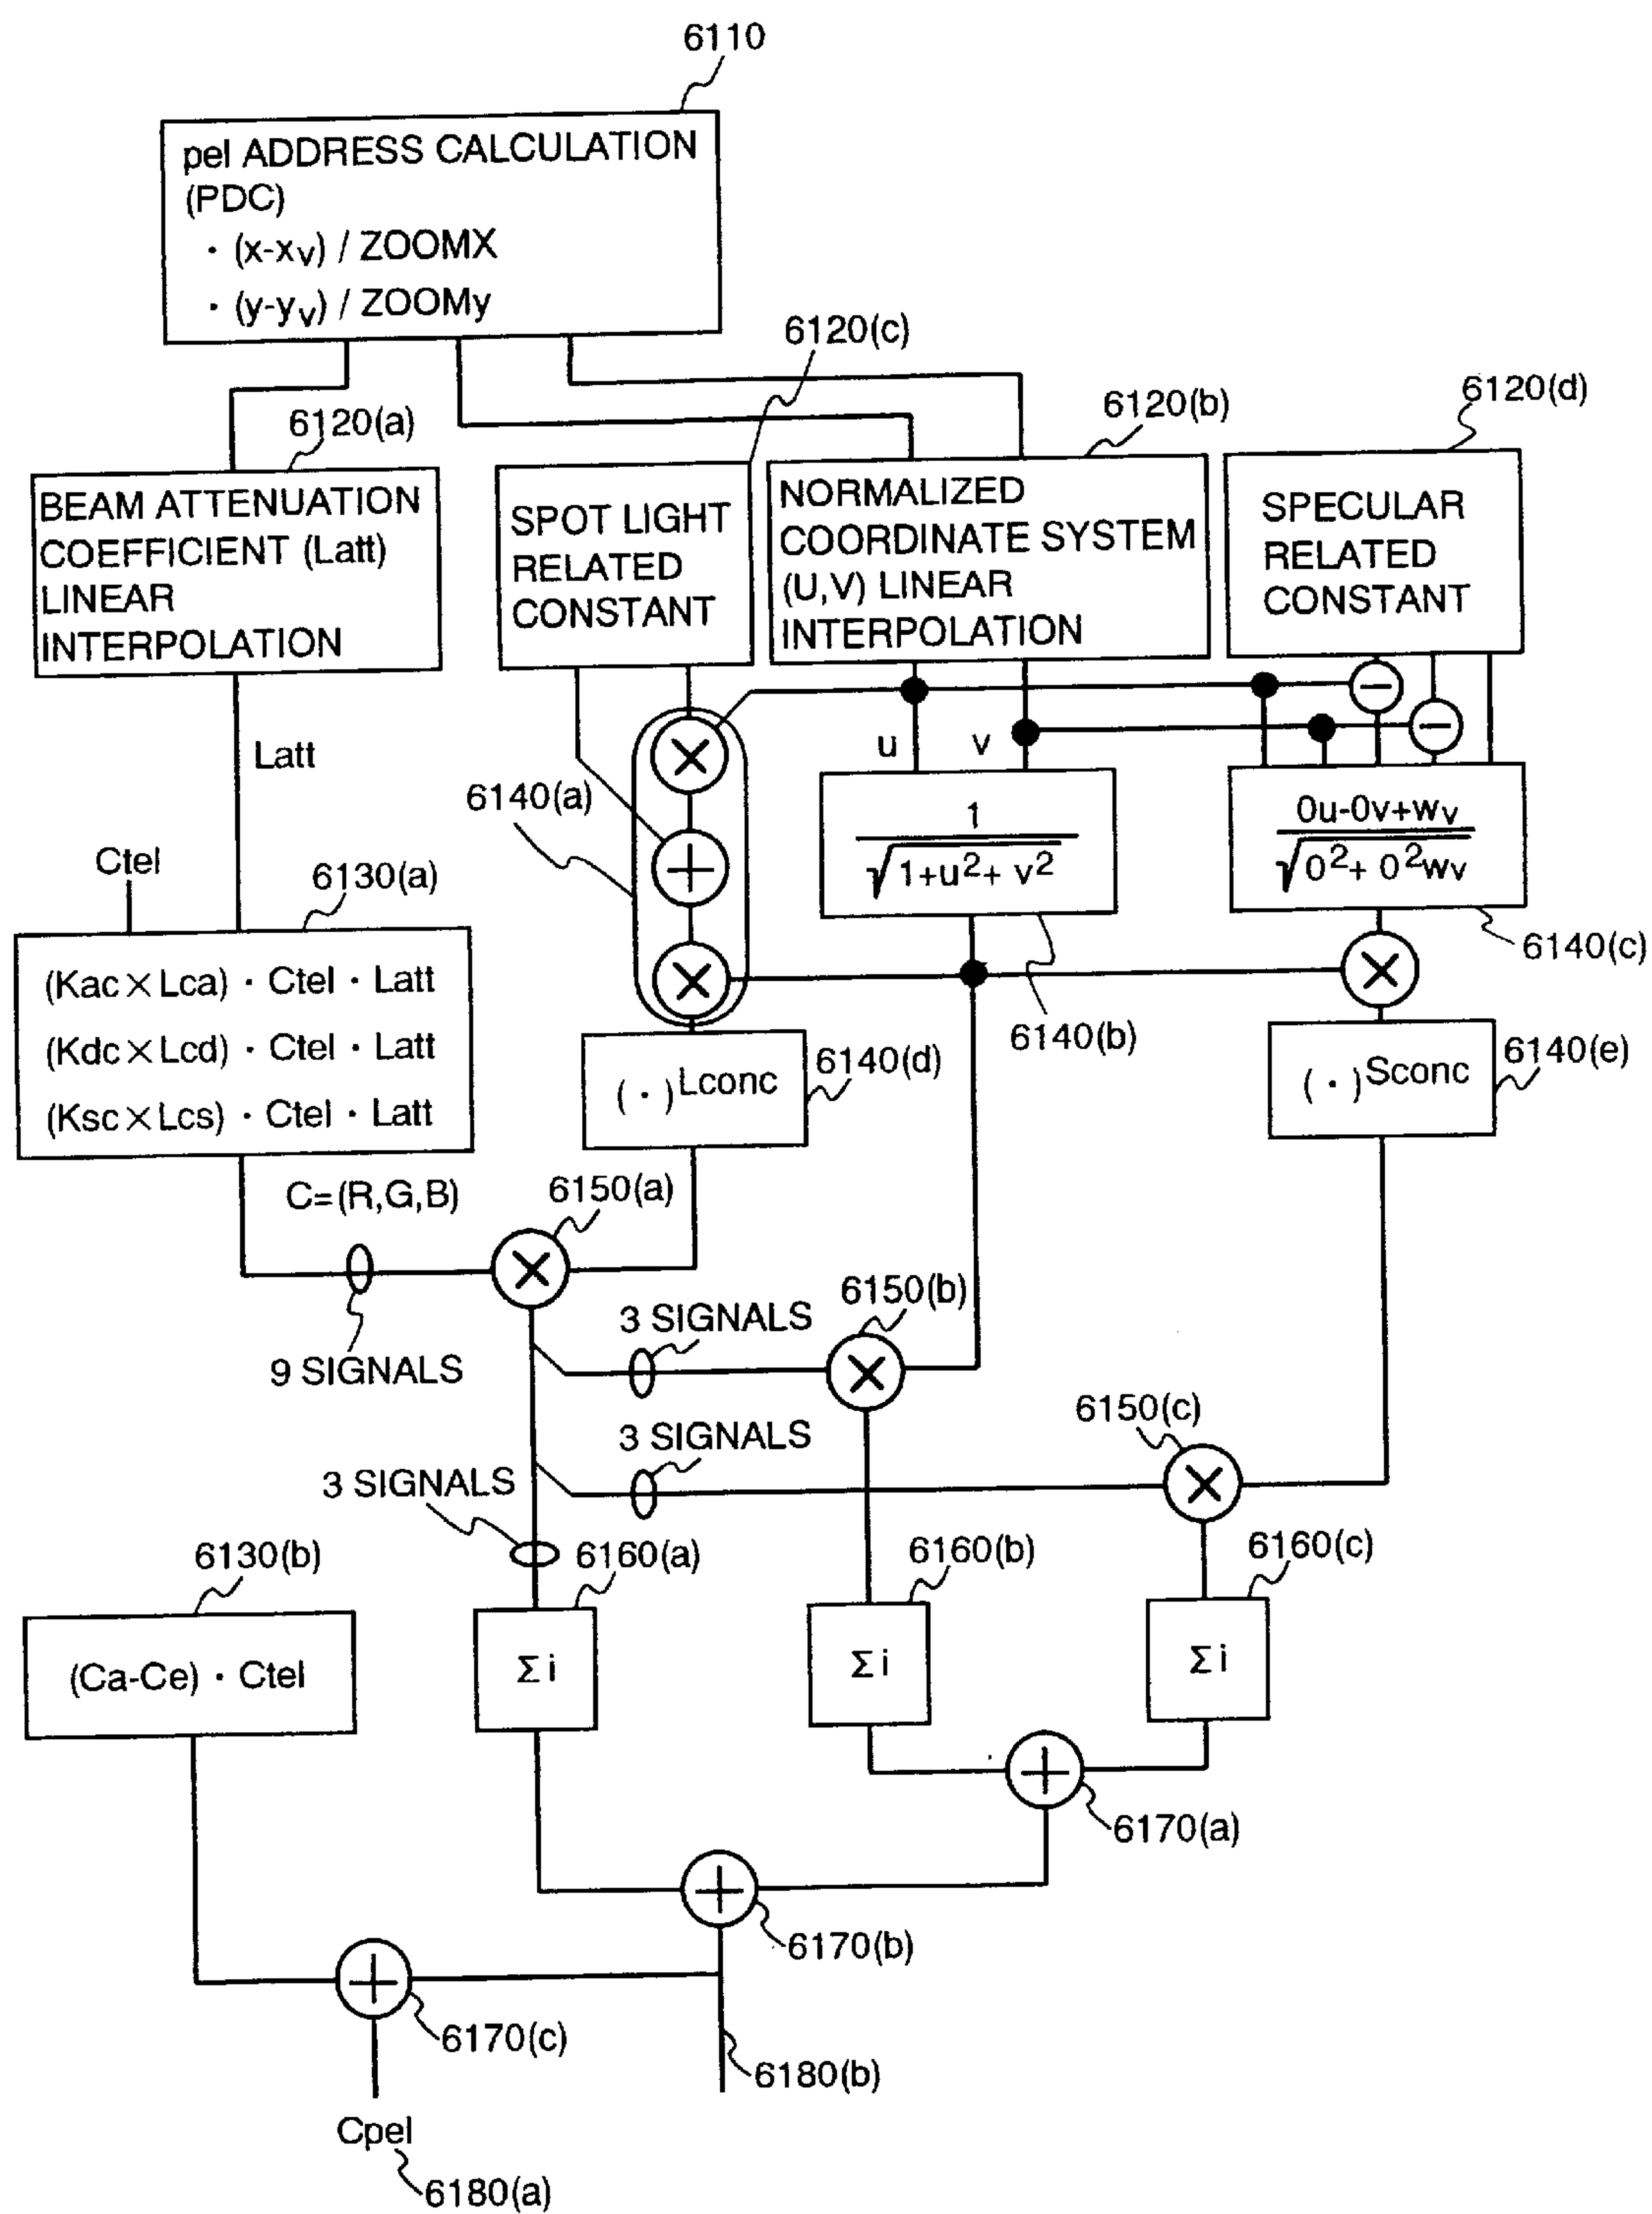 6110
pel ADDRESS CALCULATION
(PDC)
· (x-xv) / ZOOMX
· (y-yv) / ZOOMy
6120(c)
6120(a)
6120(b)
6120(d)
BEAM ATTENUATION
COEFFICIENT (Latt)
LINEAR
INTERPOLATION
SPOT LIGHT
RELATED
CONSTANT
NORMALIZED
COORDINATE SYSTEM
(U,V) LINEAR
INTERPOLATION
SPECULAR
RELATED
CONSTANT
Latt
u
v
6140(a)
1
√1+u²+ v²
0u-0v+wv
√0²+ 0²wv
Ctel
6130(a)
6140(c)
(Kac×Lca) · Ctel · Latt
(Kdc×Lcd) · Ctel · Latt
(Ksc×Lcs) · Ctel · Latt
6140(b)
6140(d)
(·)Lconc
6140(e)
(·)Sconc
C=(R,G,B)
6150(a)
9 SIGNALS
3 SIGNALS
6150(b)
3 SIGNALS
6150(c)
3 SIGNALS
6130(b)
6160(a)
6160(b)
6160(c)
(Ca-Ce) · Ctel
Σi
Σi
Σi
6170(a)
6170(b)
6170(c)
6180(b)
Cpel
6180(a)